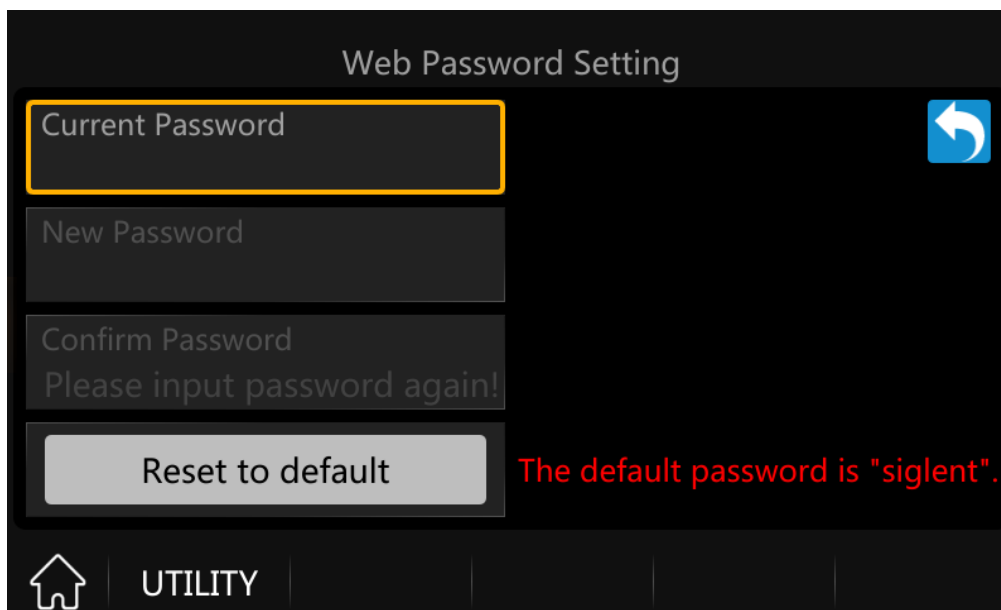 Web Password Setting
Current Password
New Password
Confirm Password
Please input password again!
Reset to default
The default password is "siglent".
UTILITY